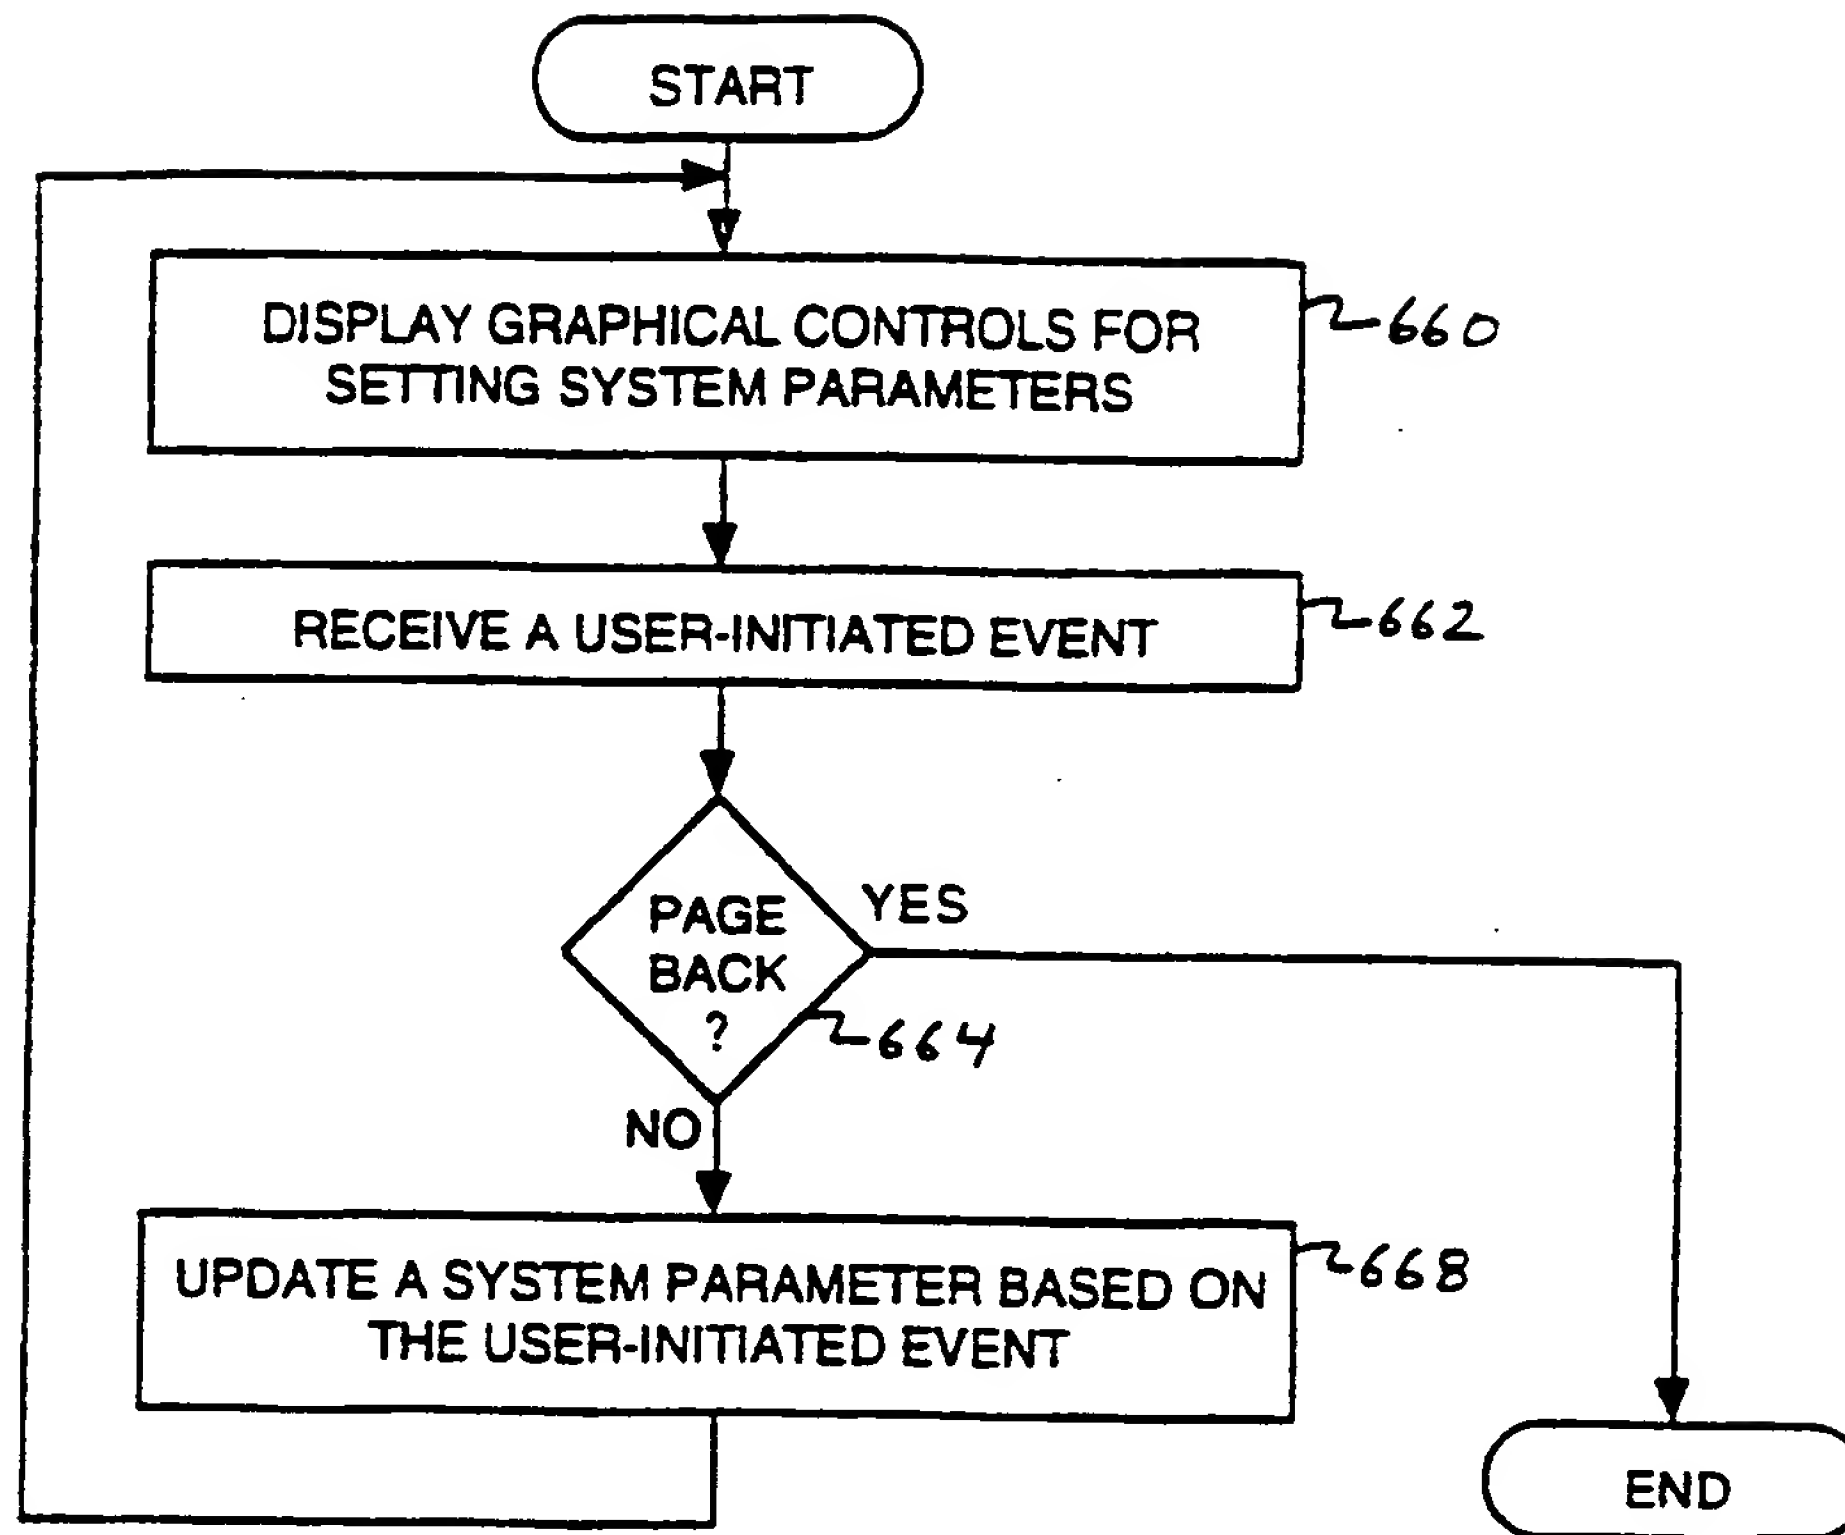 START
DISPLAY GRAPHICAL CONTROLS FOR
SETTING SYSTEM PARAMETERS
660
RECEIVE A USER-INITIATED EVENT
662
PAGE
BACK
?
YES
664
NO
UPDATE A SYSTEM PARAMETER BASED ON
THE USER-INITIATED EVENT
668
END